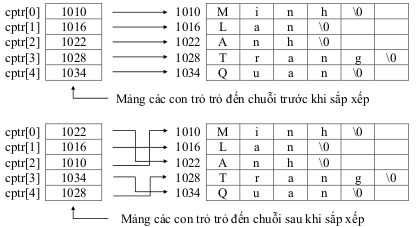 cptr[0] 1010 1010 M i n h \0
cptr[1] 1016 1016 L a n \0
cptr[2] 1022 1022 A n h \0
cptr[3] 1028 1028 T r a n g \0
cptr[4] 1034 1034 Q u a n \0
Mảng các con trỏ trỏ đến chuỗi trước khi sắp xếp
cptr[0] 1022 1010 M i n h \0
cptr[1] 1016 1016 L a n \0
cptr[2] 1010 1022 A n h \0
cptr[3] 1034 1028 T r a n g \0
cptr[4] 1028 1034 Q u a n \0
Mảng các con trỏ trỏ đến chuỗi sau khi sắp xếp